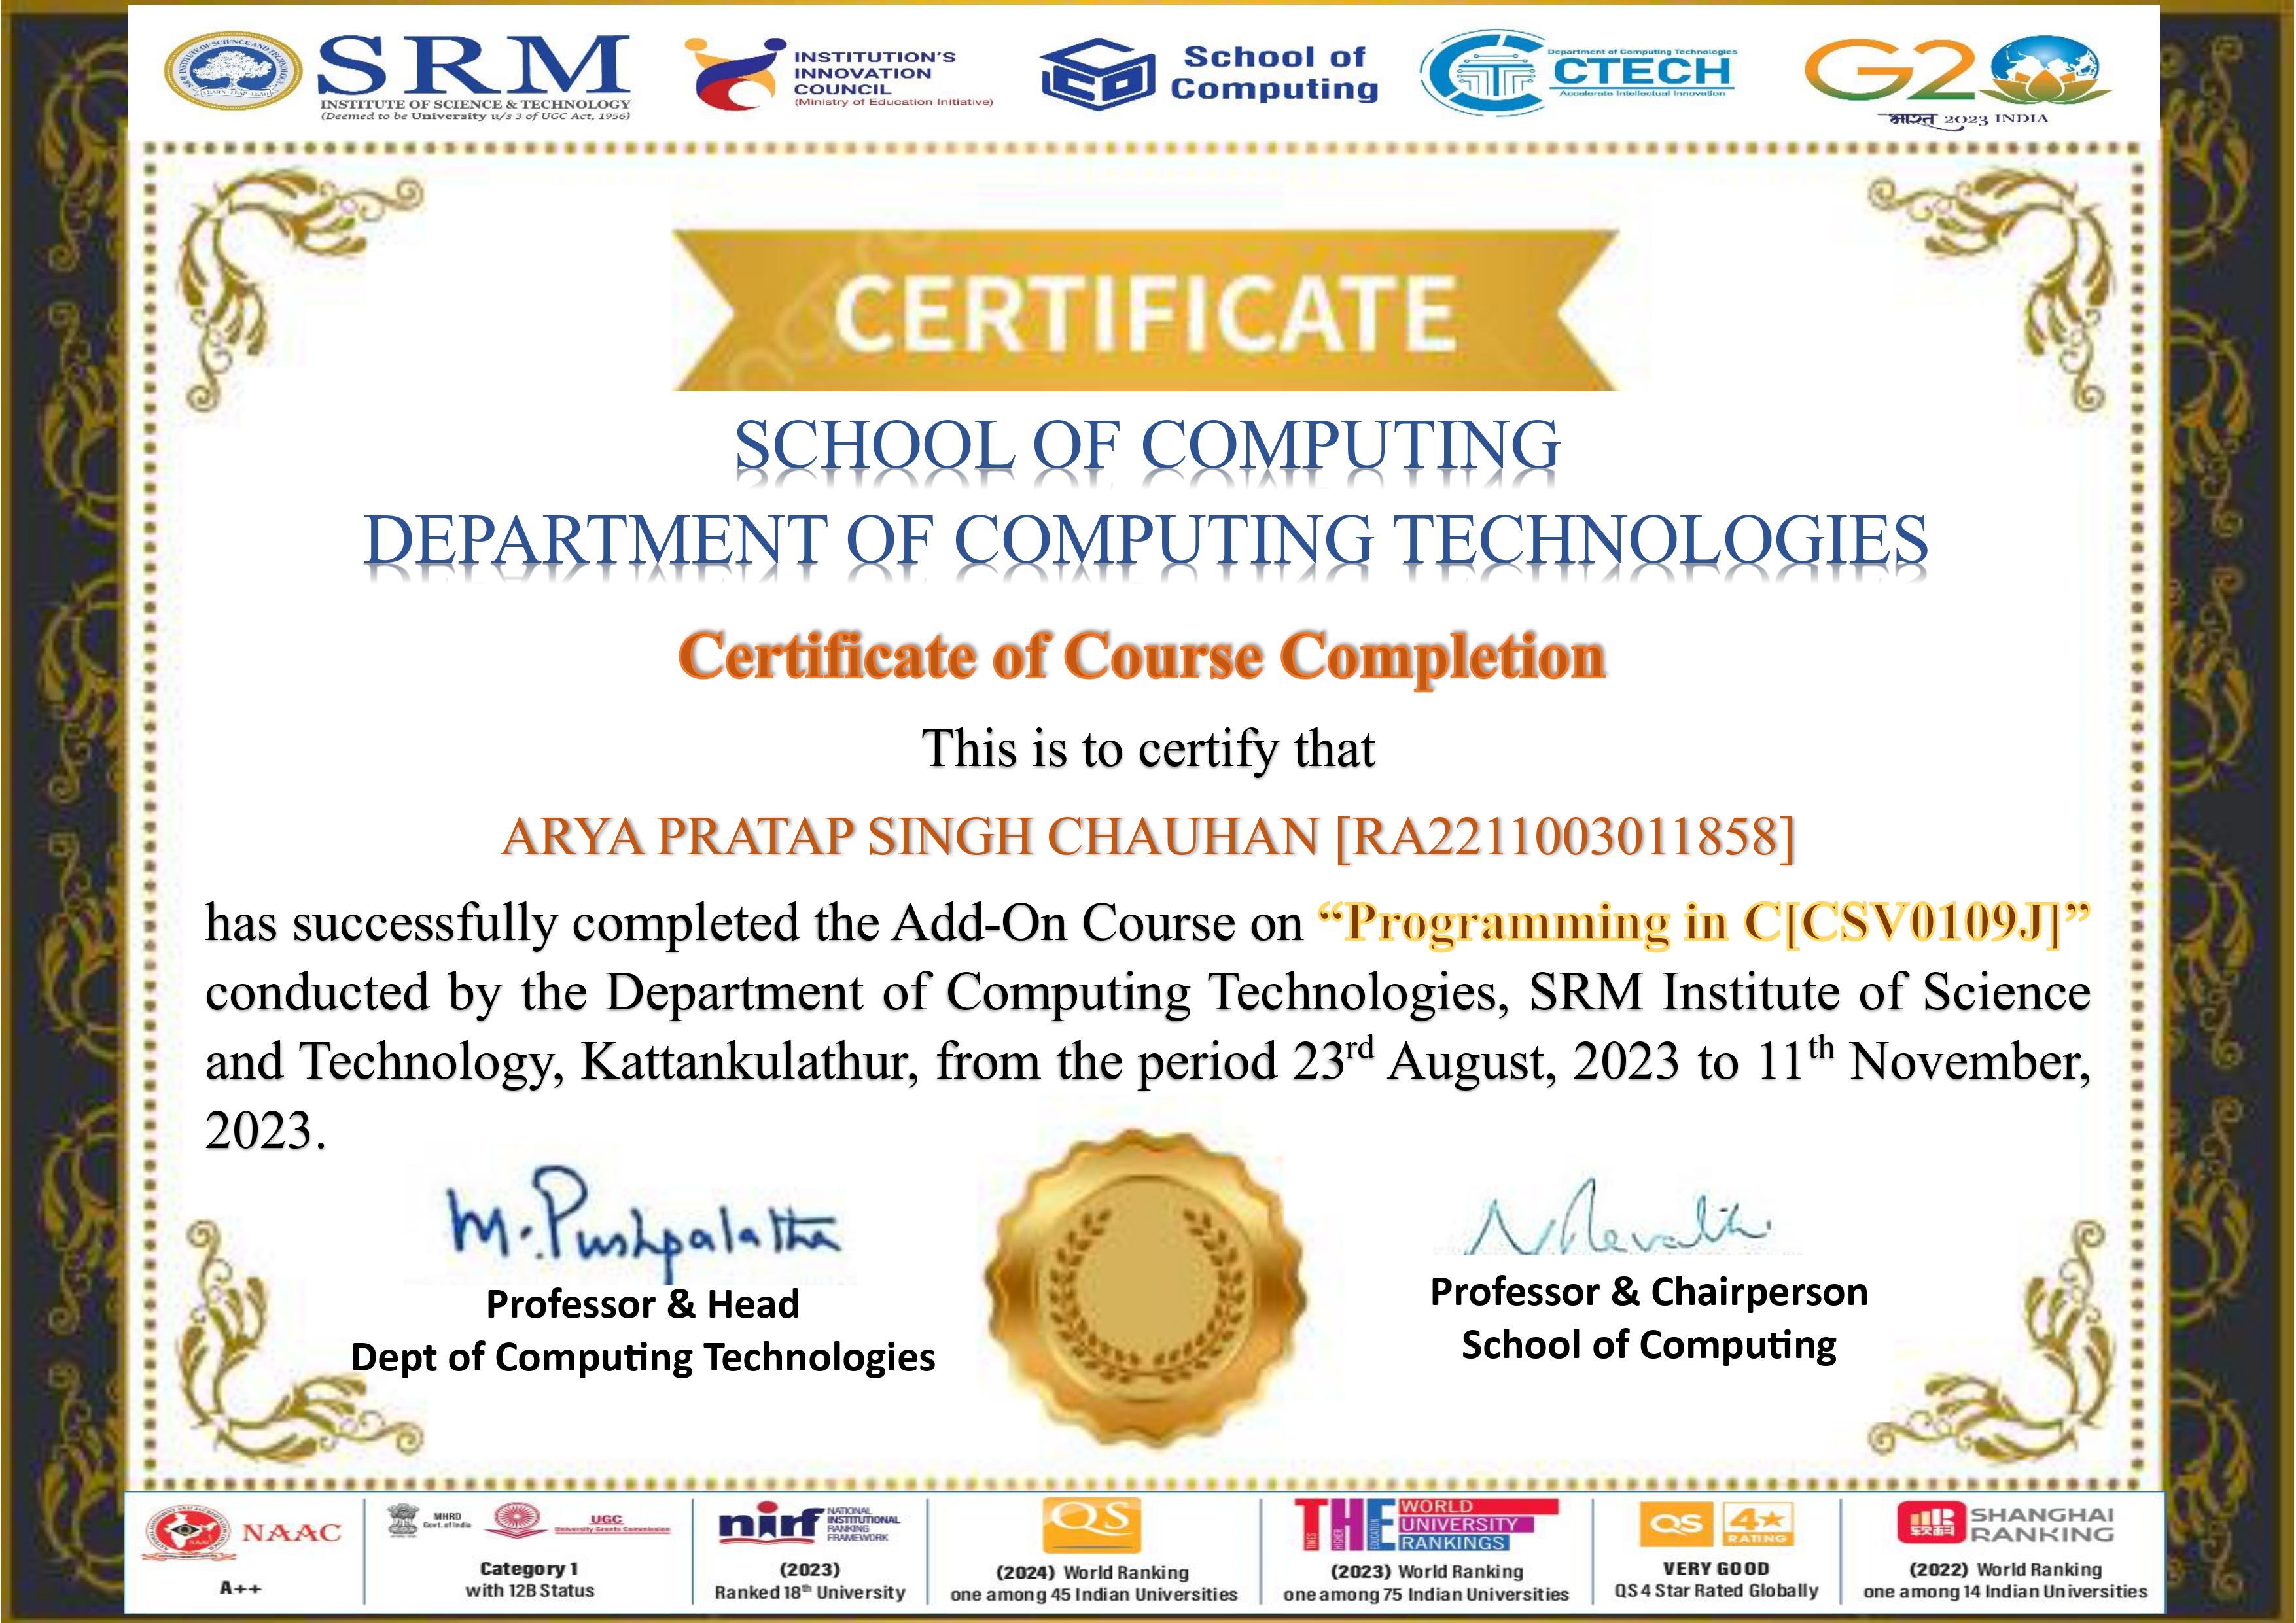 SRM
INSTITUTE OF SCIENCE & TECHNOLOGY
(Deemed to be University u/s 3 of UGC Act, 1956)
INSTITUTION'S
INNOVATION
COUNCIL
(Ministry of Education Initiative)
School of
Computing
Department of Computing Technologies
CTECH
Accelerate Intellectual Innovation
G20
भारत 2023 INDIA
CERTIFICATE
SCHOOL OF COMPUTING
DEPARTMENT OF COMPUTING TECHNOLOGIES
Certificate of Course Completion
This is to certify that
ARYA PRATAP SINGH CHAUHAN [RA2211003011858]
has successfully completed the Add-On Course on “Programming in C[CSV0109J]”
conducted by the Department of Computing Technologies, SRM Institute of Science
and Technology, Kattankulathur, from the period 23rd August, 2023 to 11th November,
2023.
M. Pushpalatha
Professor & Head
Dept of Computing Technologies
Professor & Chairperson
School of Computing
NAAC
A++
MHRD
Govt. of India
UGC
University Grants Commission
Category 1
with 12B Status
nirf
NATIONAL
INSTITUTIONAL
RANKING
FRAMEWORK
(2023)
Ranked 18th University
QS
(2024) World Ranking
one among 45 Indian Universities
THE
TIMES
HIGHER
EDUCATION
WORLD
UNIVERSITY
RANKINGS
(2023) World Ranking
one among 75 Indian Universities
QS
4★
RATING
VERY GOOD
QS 4 Star Rated Globally
软科
SHANGHAI
RANKING
(2022) World Ranking
one among 14 Indian Universities